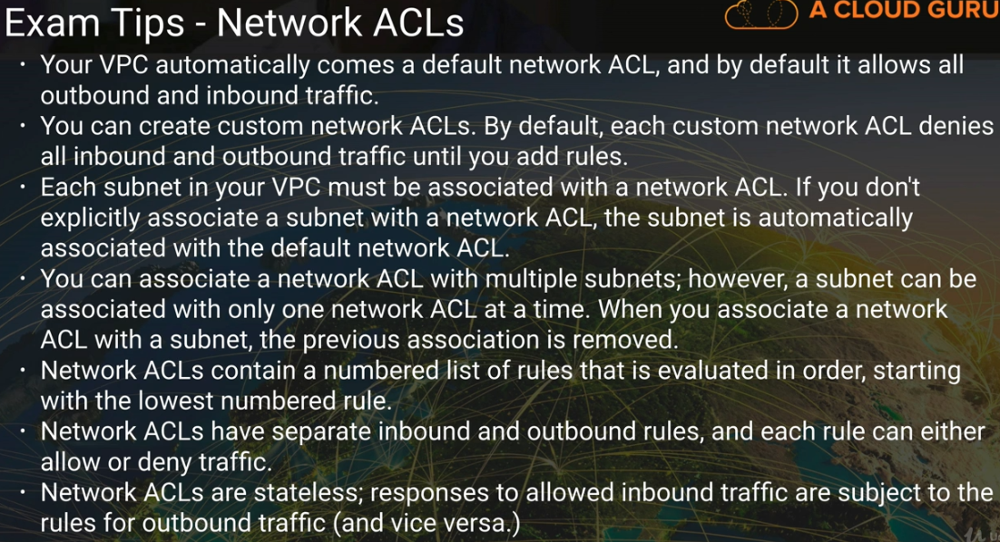 Exam Tips - Network ACLs
A CLOUD GURU
• Your VPC automatically comes a default network ACL, and by default it allows all
outbound and inbound traffic.
• You can create custom network ACLs. By default, each custom network ACL denies
all inbound and outbound traffic until you add rules.
• Each subnet in your VPC must be associated with a network ACL. If you don't
explicitly associate a subnet with a network ACL, the subnet is automatically
associated with the default network ACL.
• You can associate a network ACL with multiple subnets; however, a subnet can be
associated with only one network ACL at a time. When you associate a network
ACL with a subnet, the previous association is removed.
• Network ACLs contain a numbered list of rules that is evaluated in order, starting
with the lowest numbered rule.
• Network ACLs have separate inbound and outbound rules, and each rule can either
allow or deny traffic.
• Network ACLs are stateless; responses to allowed inbound traffic are subject to the
rules for outbound traffic (and vice versa.)